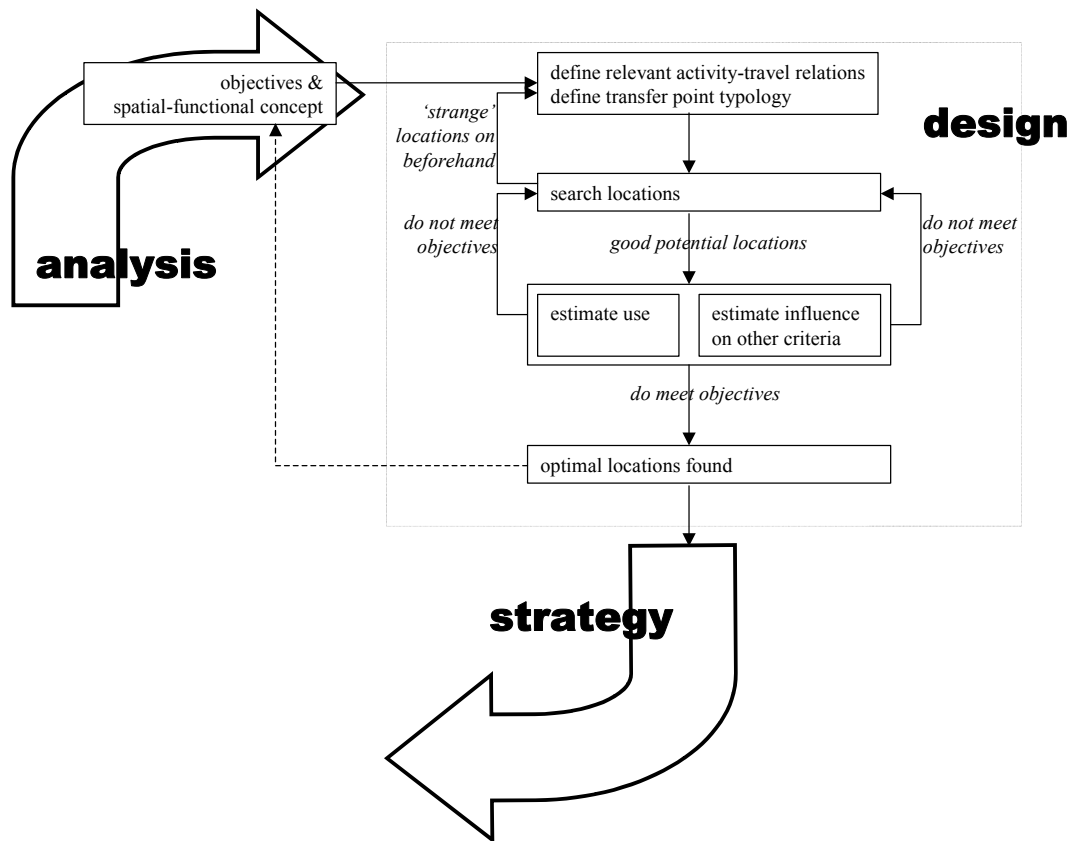 objectives &
spatial-functional concept
define relevant activity-travel relations
define transfer point typology
‘strange’
locations on
beforehand
design
search locations
do not meet
objectives
good potential locations
do not meet
objectives
analysis
estimate use
estimate influence
on other criteria
do meet objectives
optimal locations found
strategy